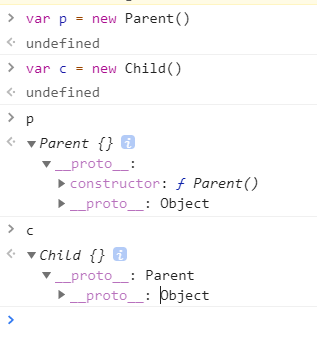 > var p = new Parent()
undefined
> var c = new Child()
undefined
> p
Parent {} i
__proto__:
constructor: ƒ Parent()
__proto__: Object
> c
Child {} i
__proto__: Parent
__proto__: Object
>